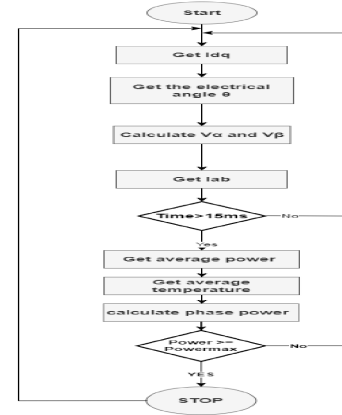 Start
Get Idq
Get the electrical
angle θ
Calculate Vα and Vβ
Get Iab
Time>15ms
No
Yes
Get average power
Get average
temperature
calculate phase power
Power >=
Powermax
No
YES
STOP